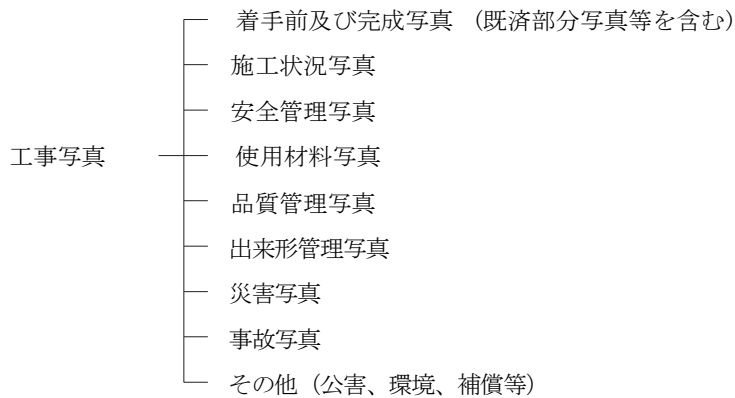 着手前及び完成写真 (既済部分写真等を含む)
施工状況写真
安全管理写真
工事写真 使用材料写真
品質管理写真
出来形管理写真
災害写真
事故写真
その他 (公害、環境、補償等)